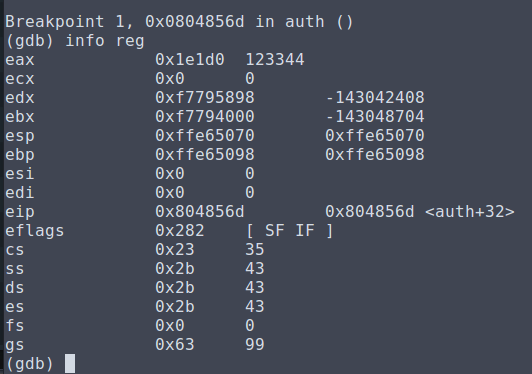 Breakpoint 1, 0x0804856d in auth ()
(gdb) info reg
eax 0x1e1d0 123344
ecx 0x0 0
edx 0xf7795898 -143042408
ebx 0xf7794000 -143048704
esp 0xffe65070 0xffe65070
ebp 0xffe65098 0xffe65098
esi 0x0 0
edi 0x0 0
eip 0x804856d 0x804856d <auth+32>
eflags 0x282 [ SF IF ]
cs 0x23 35
ss 0x2b 43
ds 0x2b 43
es 0x2b 43
fs 0x0 0
gs 0x63 99
(gdb)